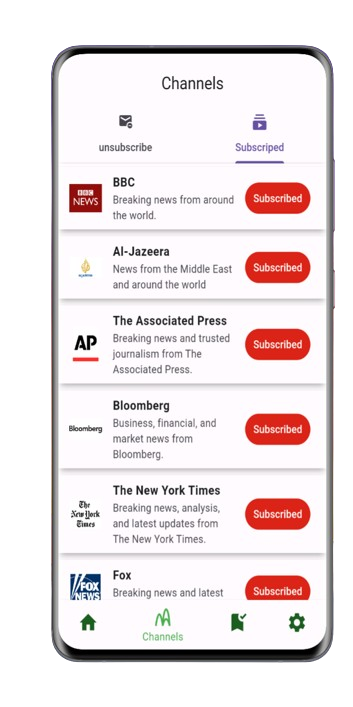 Channels
unsubscribe
Subscriped
BBC
NEWS
BBC
Breaking news from around
the world.
Subscribed
Al-Jazeera
News from the Middle East
and around the world
Subscribed
AP
The Associated Press
Breaking news and trusted
journalism from The
Associated Press.
Subscribed
Bloomberg
Bloomberg
Business, financial, and
market news from
Bloomberg.
Subscribed
The
New York
Times
The New York Times
Breaking news, analysis,
and latest updates from
The New York Times.
Subscribed
FOX
NEWS
Fox
Breaking news and latest
Subscribed
Channels